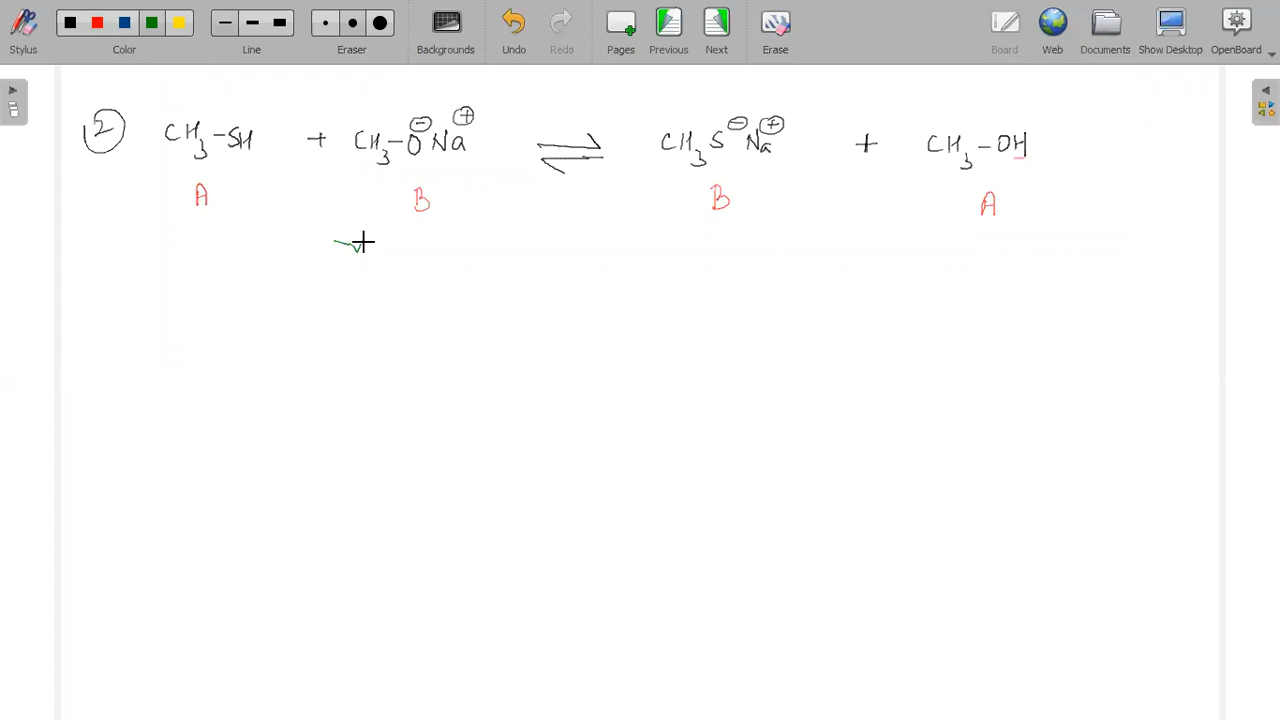 Stylus Color Line Eraser Backgrounds Undo Redo Pages Previous Next Erase Board Web Documents Show Desktop OpenBoard
② CH₃-SH + CH₃-O⊖Na⊕ ⇌ CH₃S⊖Na⊕ + CH₃-OH
A B B A